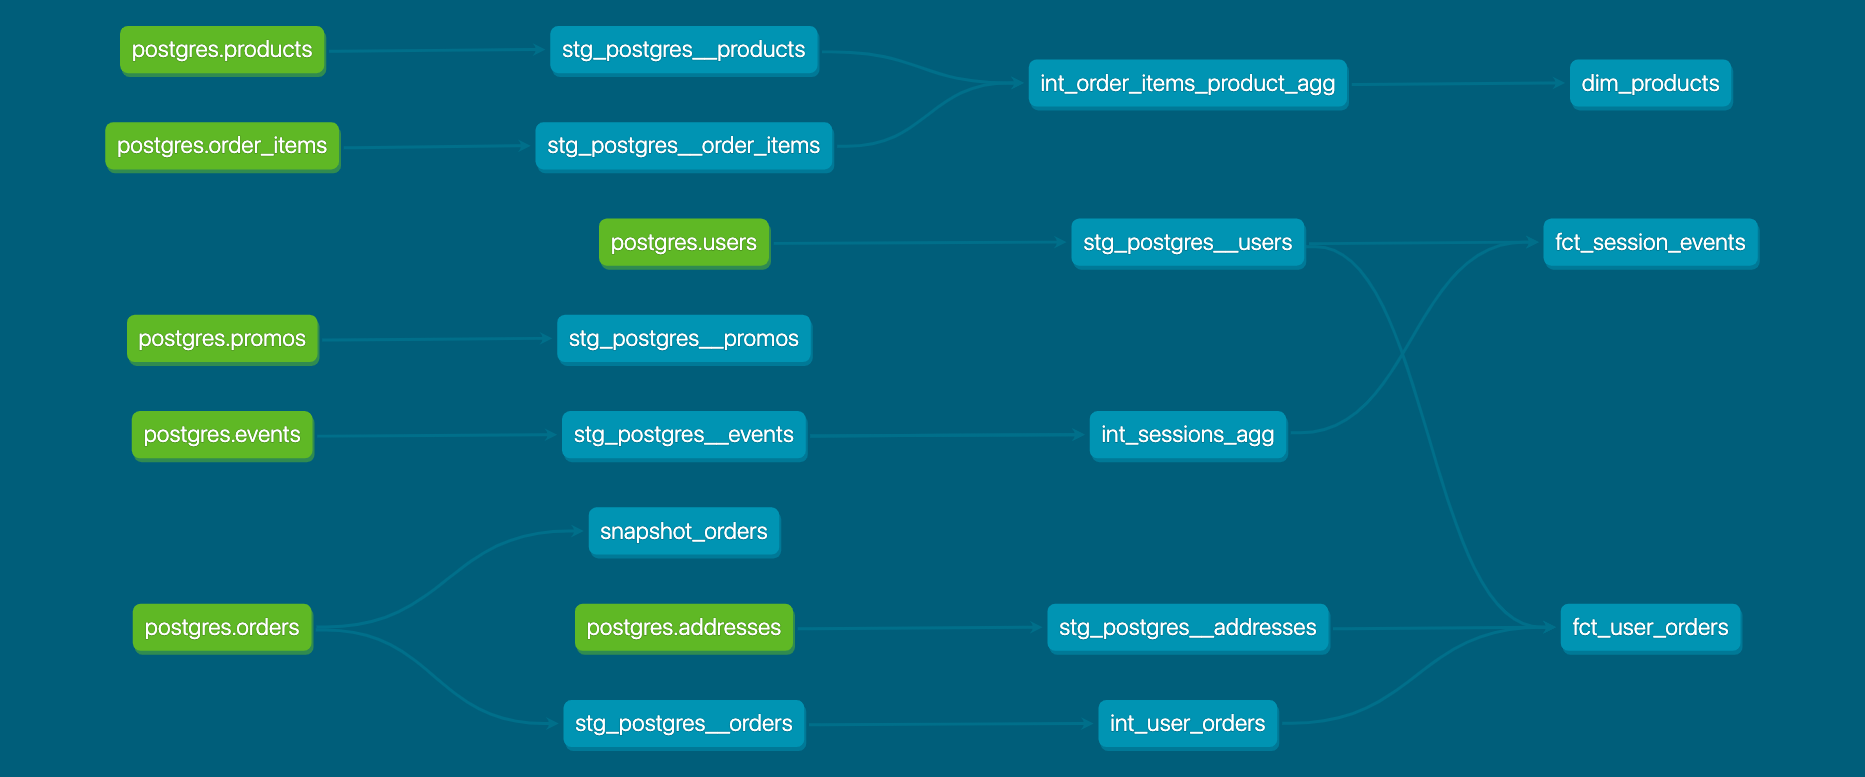 postgres.products
stg_postgres__products
int_order_items_product_agg
dim_products
postgres.order_items
stg_postgres__order_items
postgres.users
stg_postgres__users
fct_session_events
postgres.promos
stg_postgres__promos
postgres.events
stg_postgres__events
int_sessions_agg
snapshot_orders
postgres.orders
postgres.addresses
stg_postgres__addresses
fct_user_orders
stg_postgres__orders
int_user_orders